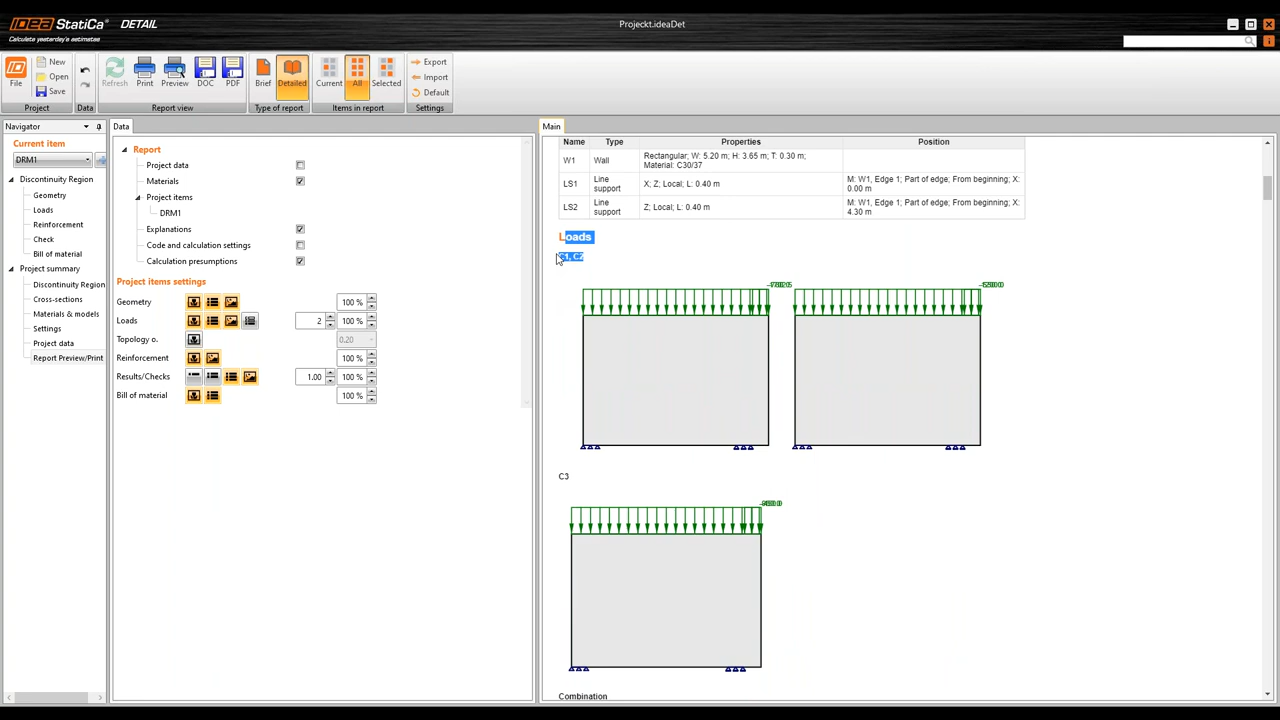 IDEA StatiCa® DETAIL
Calculate yesterday's estimates
Projeckt.ideaDet
File
New
Open
Save
Project
Data
Refresh
Print
Preview
DOC
PDF
Report view
Brief
Detailed
Type of report
Current
All
Selected
Items in report
Export
Import
Default
Settings
Navigator
Current item
DRM1
Discontinuity Region
Geometry
Loads
Reinforcement
Check
Bill of material
Project summary
Discontinuity Region
Cross-sections
Materials & models
Settings
Project data
Report Preview/Print
Data
Report
Project data
Materials
Project items
DRM1
Explanations
Code and calculation settings
Calculation presumptions
Project items settings
Geometry 100 %
Loads 2 100 %
Topology o. 0.20
Reinforcement 100 %
Results/Checks 1.00 100 %
Bill of material 100 %
Main
Name Type Properties Position
W1 Wall Rectangular; W: 5.20 m; H: 3.65 m; T: 0.30 m;
Material: C30/37
LS1 Line
support X; Z; Local; L: 0.40 m M: W1, Edge 1; Part of edge; From beginning; X:
0.00 m
LS2 Line
support Z; Local; L: 0.40 m M: W1, Edge 1; Part of edge; From beginning; X:
4.30 m
Loads
C1, C2
C3
Combination